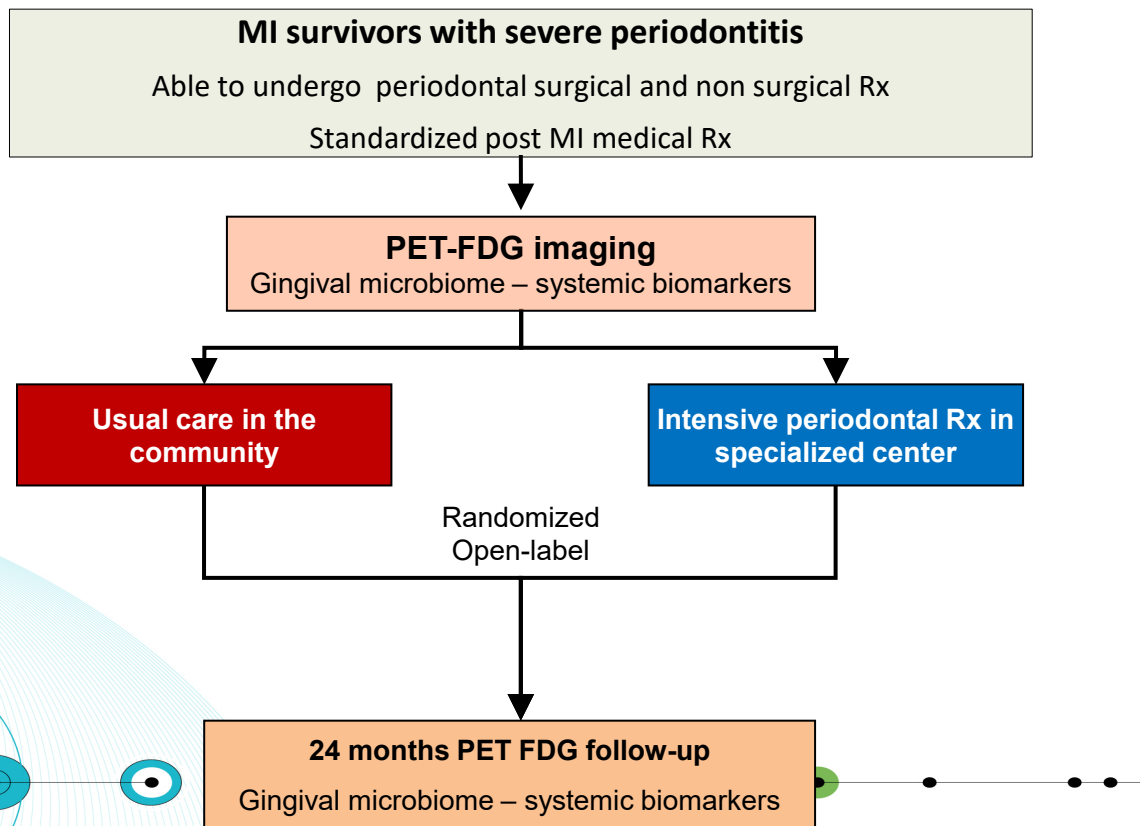 MI survivors with severe periodontitis
Able to undergo periodontal surgical and non surgical Rx
Standardized post MI medical Rx
PET-FDG imaging
Gingival microbiome – systemic biomarkers
Usual care in the
community
Intensive periodontal Rx in
specialized center
Randomized
Open-label
24 months PET FDG follow-up
Gingival microbiome – systemic biomarkers